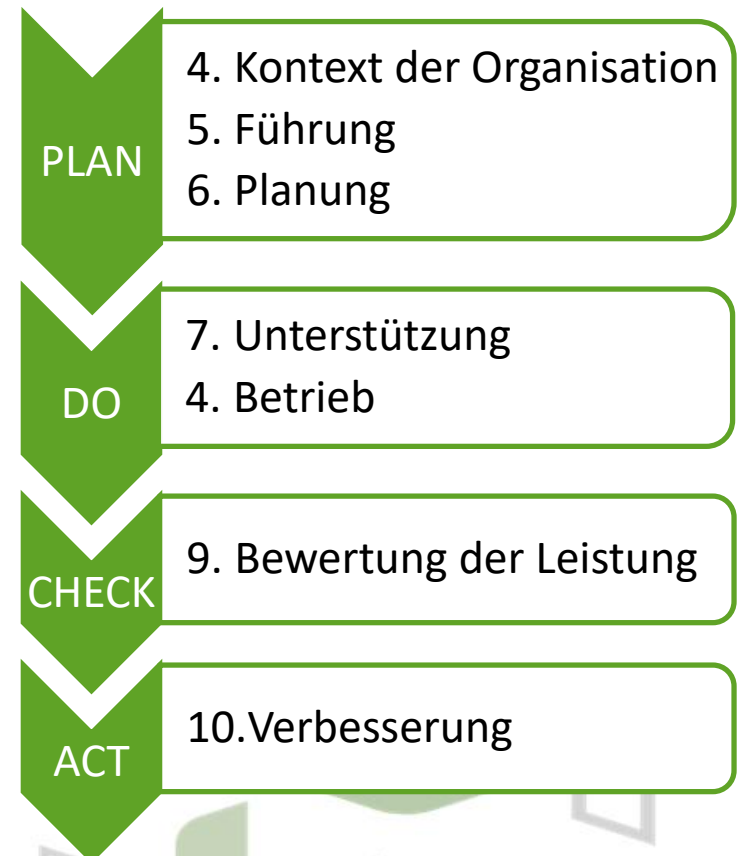 PLAN
4. Kontext der Organisation
5. Führung
6. Planung
DO
7. Unterstützung
4. Betrieb
CHECK
9. Bewertung der Leistung
ACT
10.Verbesserung